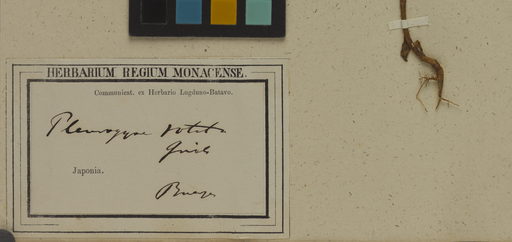 HERBARIUM REGIUM MONACENSE.
Communicat. ex Herbario Lugduno-Batavo.
Pleurogyne rotata
Japonia.